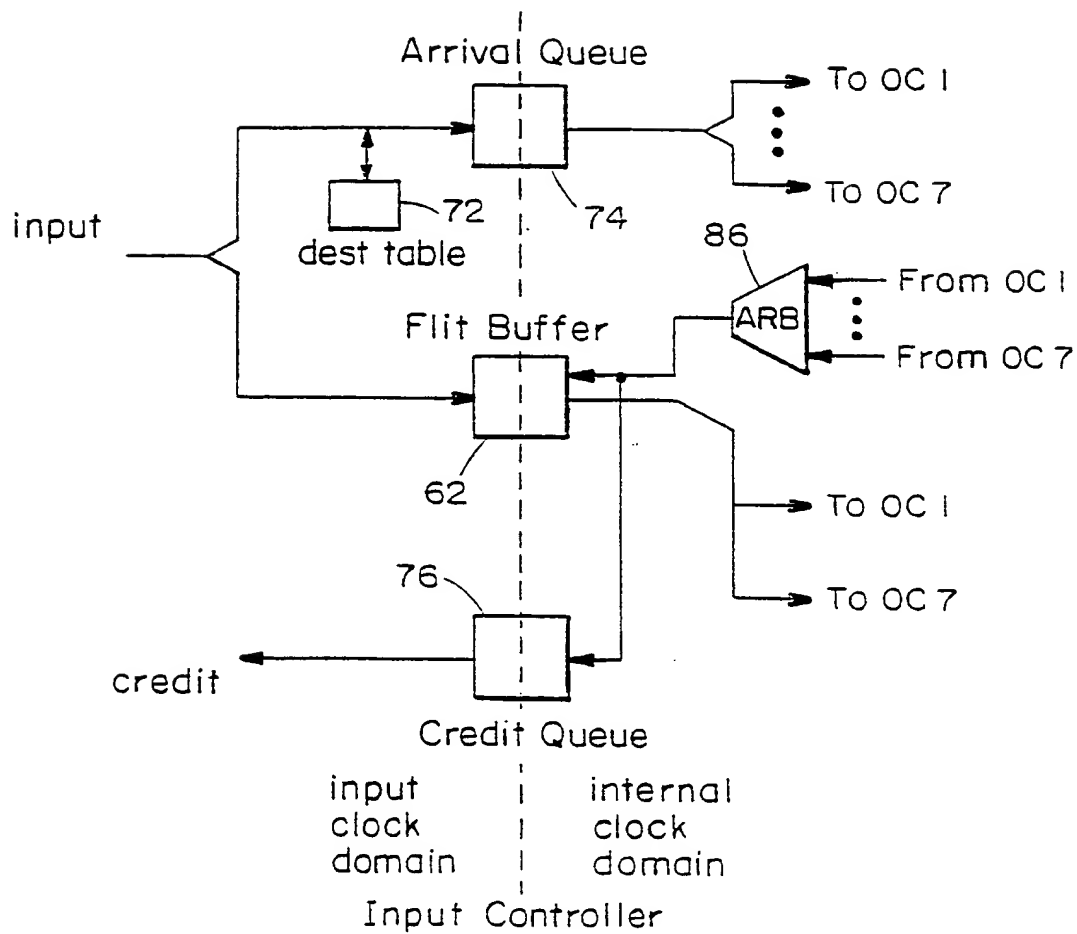 Arrival Queue
To OC 1
To OC 7
72
74
input
dest table
86
ARB
From OC 1
From OC 7
Flit Buffer
62
To OC 1
76
To OC 7
credit
Credit Queue
input
clock
domain
internal
clock
domain
Input Controller